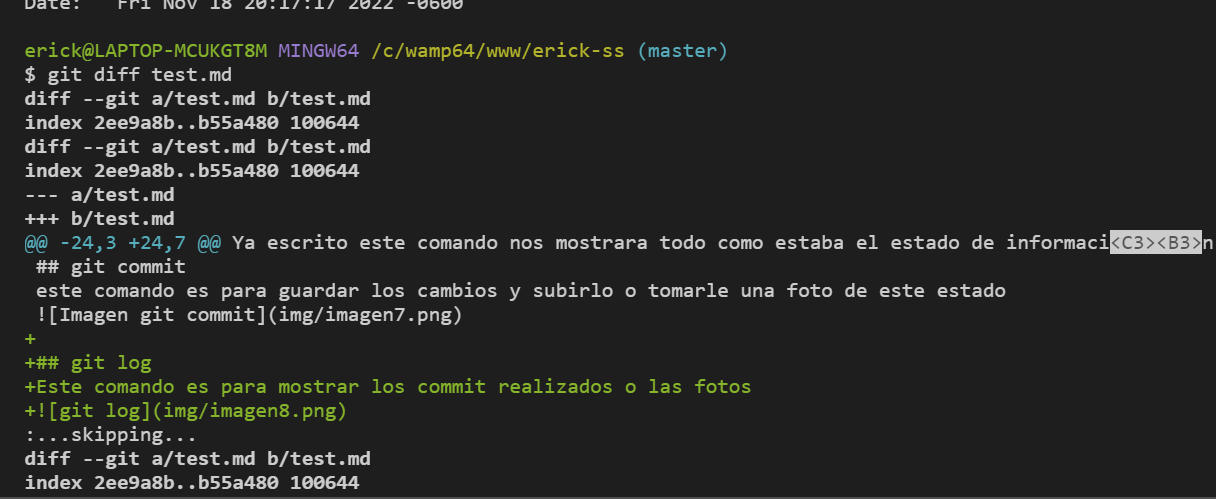 Date:   Fri Nov 18 20:17:17 2022 -0600
erick@LAPTOP-MCUKGT8M MINGW64 /c/wamp64/www/erick-ss (master)
$ git diff test.md
diff --git a/test.md b/test.md
index 2ee9a8b..b55a480 100644
diff --git a/test.md b/test.md
index 2ee9a8b..b55a480 100644
--- a/test.md
+++ b/test.md
@@ -24,3 +24,7 @@ Ya escrito este comando nos mostrara todo como estaba el estado de informaci<C3><B3>n
 ## git commit
 este comando es para guardar los cambios y subirlo o tomarle una foto de este estado
 ![Imagen git commit](img/imagen7.png)
+
+## git log
+Este comando es para mostrar los commit realizados o las fotos
+![git log](img/imagen8.png)
:...skipping...
diff --git a/test.md b/test.md
index 2ee9a8b..b55a480 100644